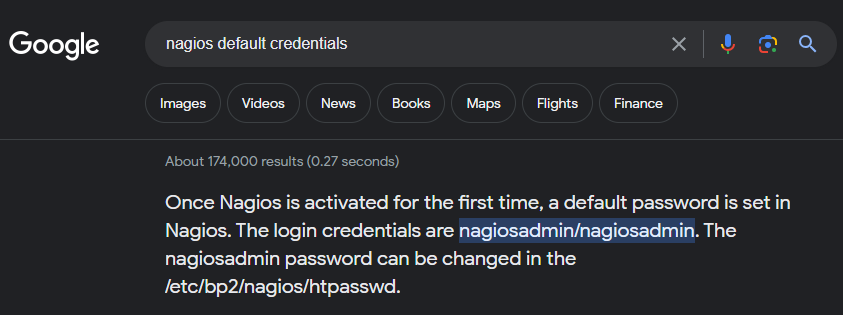 Google
nagios default credentials
Images
Videos
News
Books
Maps
Flights
Finance
About 174,000 results (0.27 seconds)
Once Nagios is activated for the first time, a default password is set in
Nagios. The login credentials are nagiosadmin/nagiosadmin. The
nagiosadmin password can be changed in the
/etc/bp2/nagios/htpasswd.